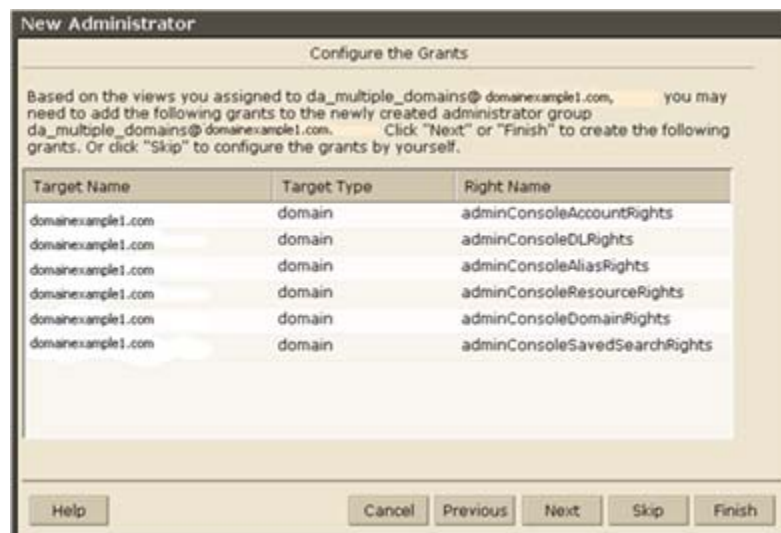 New Administrator
Configure the Grants
Based on the views you assigned to da_multiple_domains@ domainexample1.com, you may
need to add the following grants to the newly created administrator group
da_multiple_domains@ domainexample1.com. Click "Next" or "Finish" to create the following
grants. Or click "Skip" to configure the grants by yourself.
Target Name Target Type Right Name
domainexample1.com domain adminConsoleAccountRights
domainexample1.com domain adminConsoleDLRights
domainexample1.com domain adminConsoleAliasRights
domainexample1.com domain adminConsoleResourceRights
domainexample1.com domain adminConsoleDomainRights
domainexample1.com domain adminConsoleSavedSearchRights
Help Cancel Previous Next Skip Finish